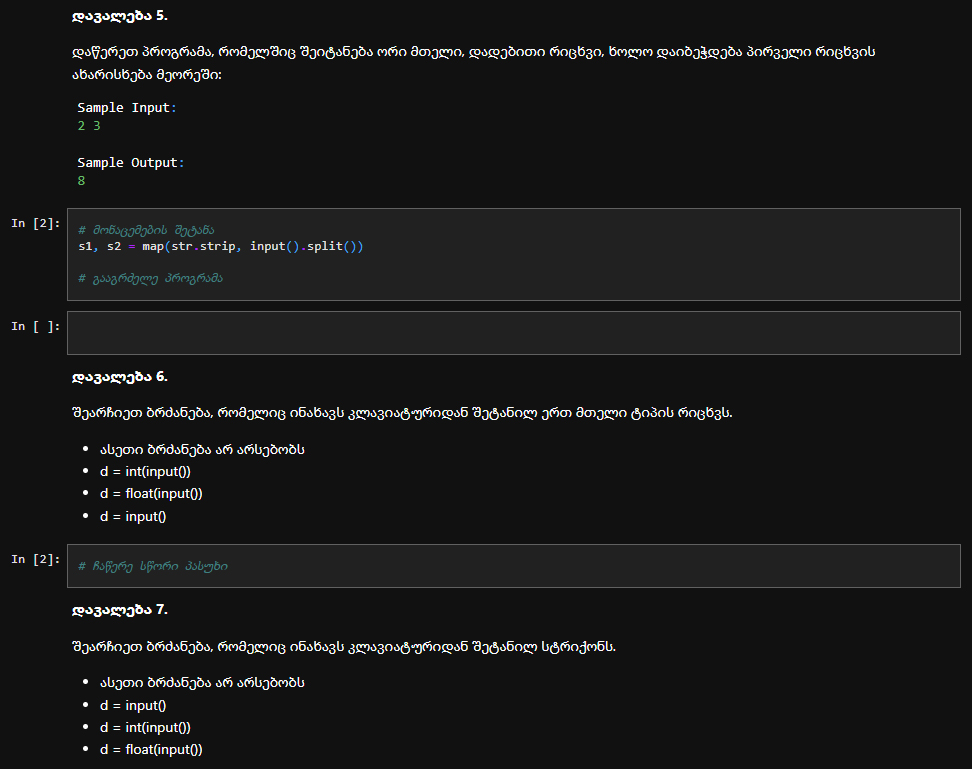 დავალება 5.
დაწერეთ პროგრამა, რომელშიც შეიტანება ორი მთელი, დადებითი რიცხვი, ხოლო დაიბეჭდება პირველი რიცხვის
ახარისხება მეორეში:
Sample Input:
2 3
Sample Output:
8
In [2]:
# მონაცემების შეტანა
s1, s2 = map(str.strip, input().split())
# გააგრძელე პროგრამა
In [ ]:
დავალება 6.
შეარჩიეთ ბრძანება, რომელიც ინახავს კლავიატურიდან შეტანილ ერთ მთელი ტიპის რიცხვს.
• ასეთი ბრძანება არ არსებობს
• d = int(input())
• d = float(input())
• d = input()
In [2]:
# ჩაწერე სწორი პასუხი
დავალება 7.
შეარჩიეთ ბრძანება, რომელიც ინახავს კლავიატურიდან შეტანილ სტრიქონს.
• ასეთი ბრძანება არ არსებობს
• d = input()
• d = int(input())
• d = float(input())